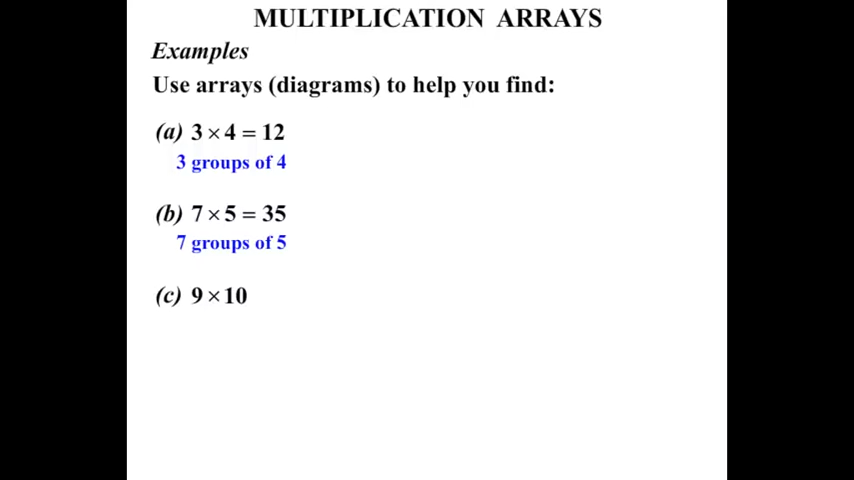 MULTIPLICATION ARRAYS
Examples
Use arrays (diagrams) to help you find:
(a) 3 × 4 = 12
3 groups of 4
(b) 7 × 5 = 35
7 groups of 5
(c) 9 × 10